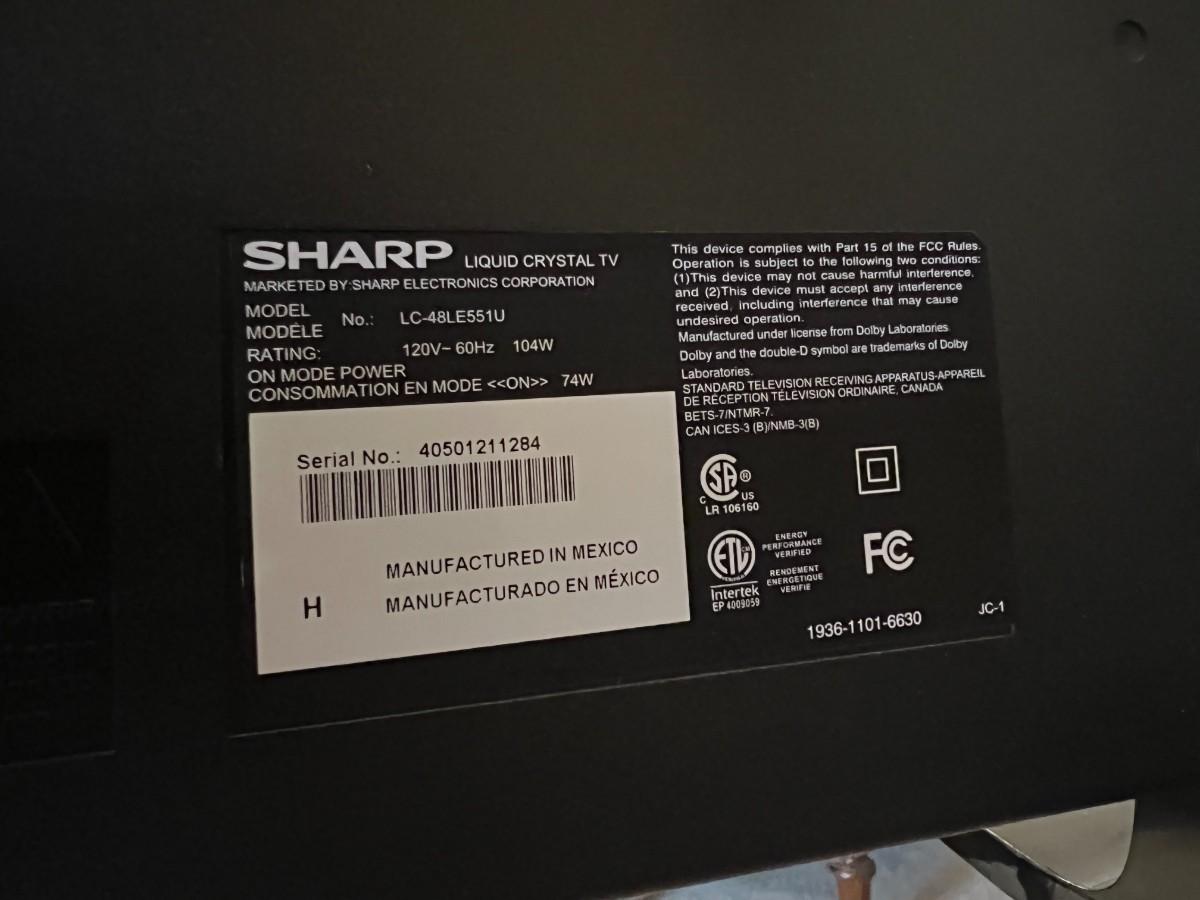 SHARP LIQUID CRYSTAL TV
MARKETED BY:SHARP ELECTRONICS CORPORATION
MODEL
MODÈLE No.: LC-48LE551U
RATING: 120V~ 60Hz 104W
ON MODE POWER
CONSOMMATION EN MODE <<ON>> 74W
Serial No.: 40501211284
MANUFACTURED IN MEXICO
H MANUFACTURADO EN MÉXICO
This device complies with Part 15 of the FCC Rules.
Operation is subject to the following two conditions:
(1)This device may not cause harmful interference,
and (2)This device must accept any interference
received, including interference that may cause
undesired operation.
Manufactured under license from Dolby Laboratories
Dolby and the double-D symbol are trademarks of Dolby
Laboratories.
STANDARD TELEVISION RECEIVING APPARATUS-APPAREIL
DE RÉCEPTION TÉLÉVISION ORDINAIRE, CANADA
BETS-7/NTMR-7.
CAN ICES-3 (B)/NMB-3(B)
C SA ® US
LR 106160
ETL CM
VERIFIED
Intertek
EP 4009059
ENERGY
PERFORMANCE
VERIFIED
RENDEMENT
ENERGETIQUE
VERIFIE
FC
1936-1101-6630
JC-1